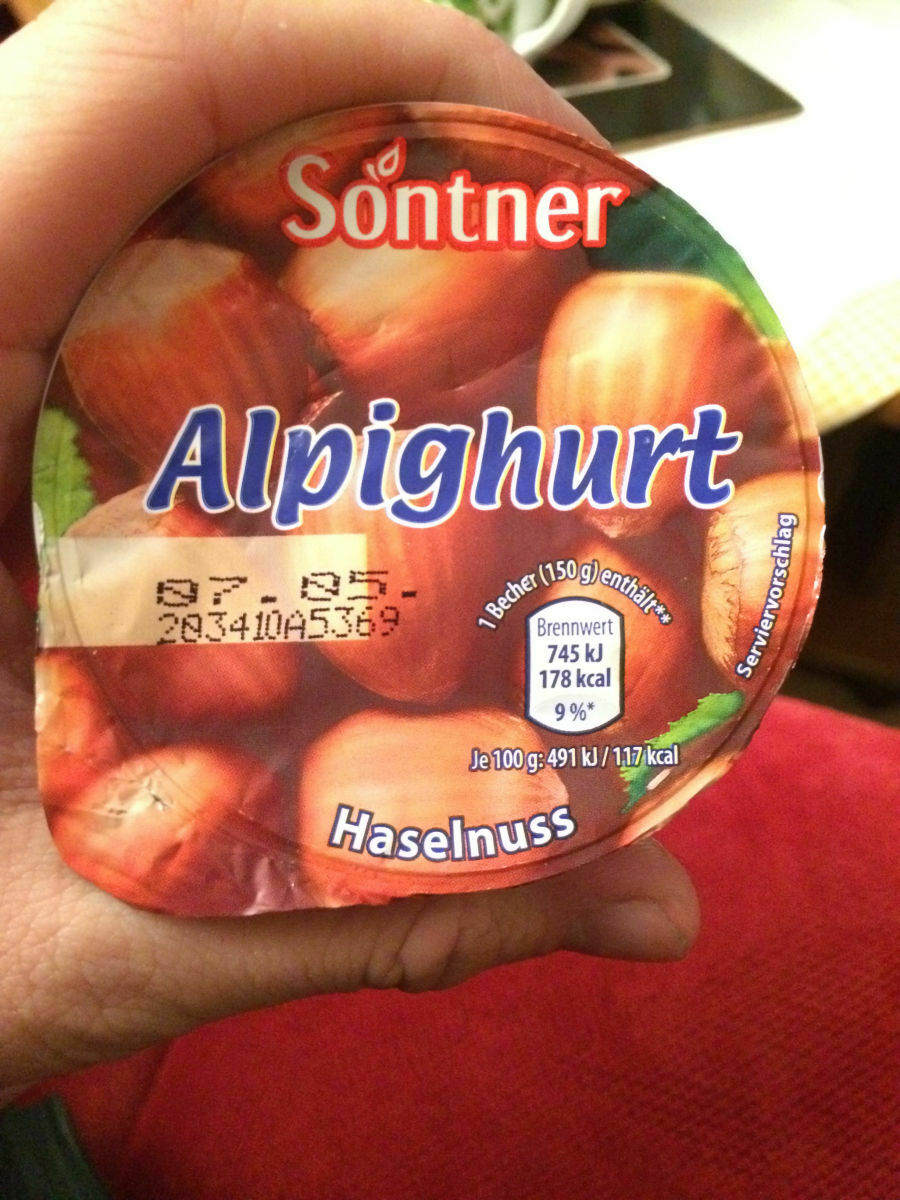 Sontner
Alpighurt
07. 05.
203410A5369
1 Becher (150 g) enthält**
Brennwert
745 kJ
178 kcal
9 %*
Je 100 g: 491 kJ / 117 kcal
Serviervorschlag
Haselnuss